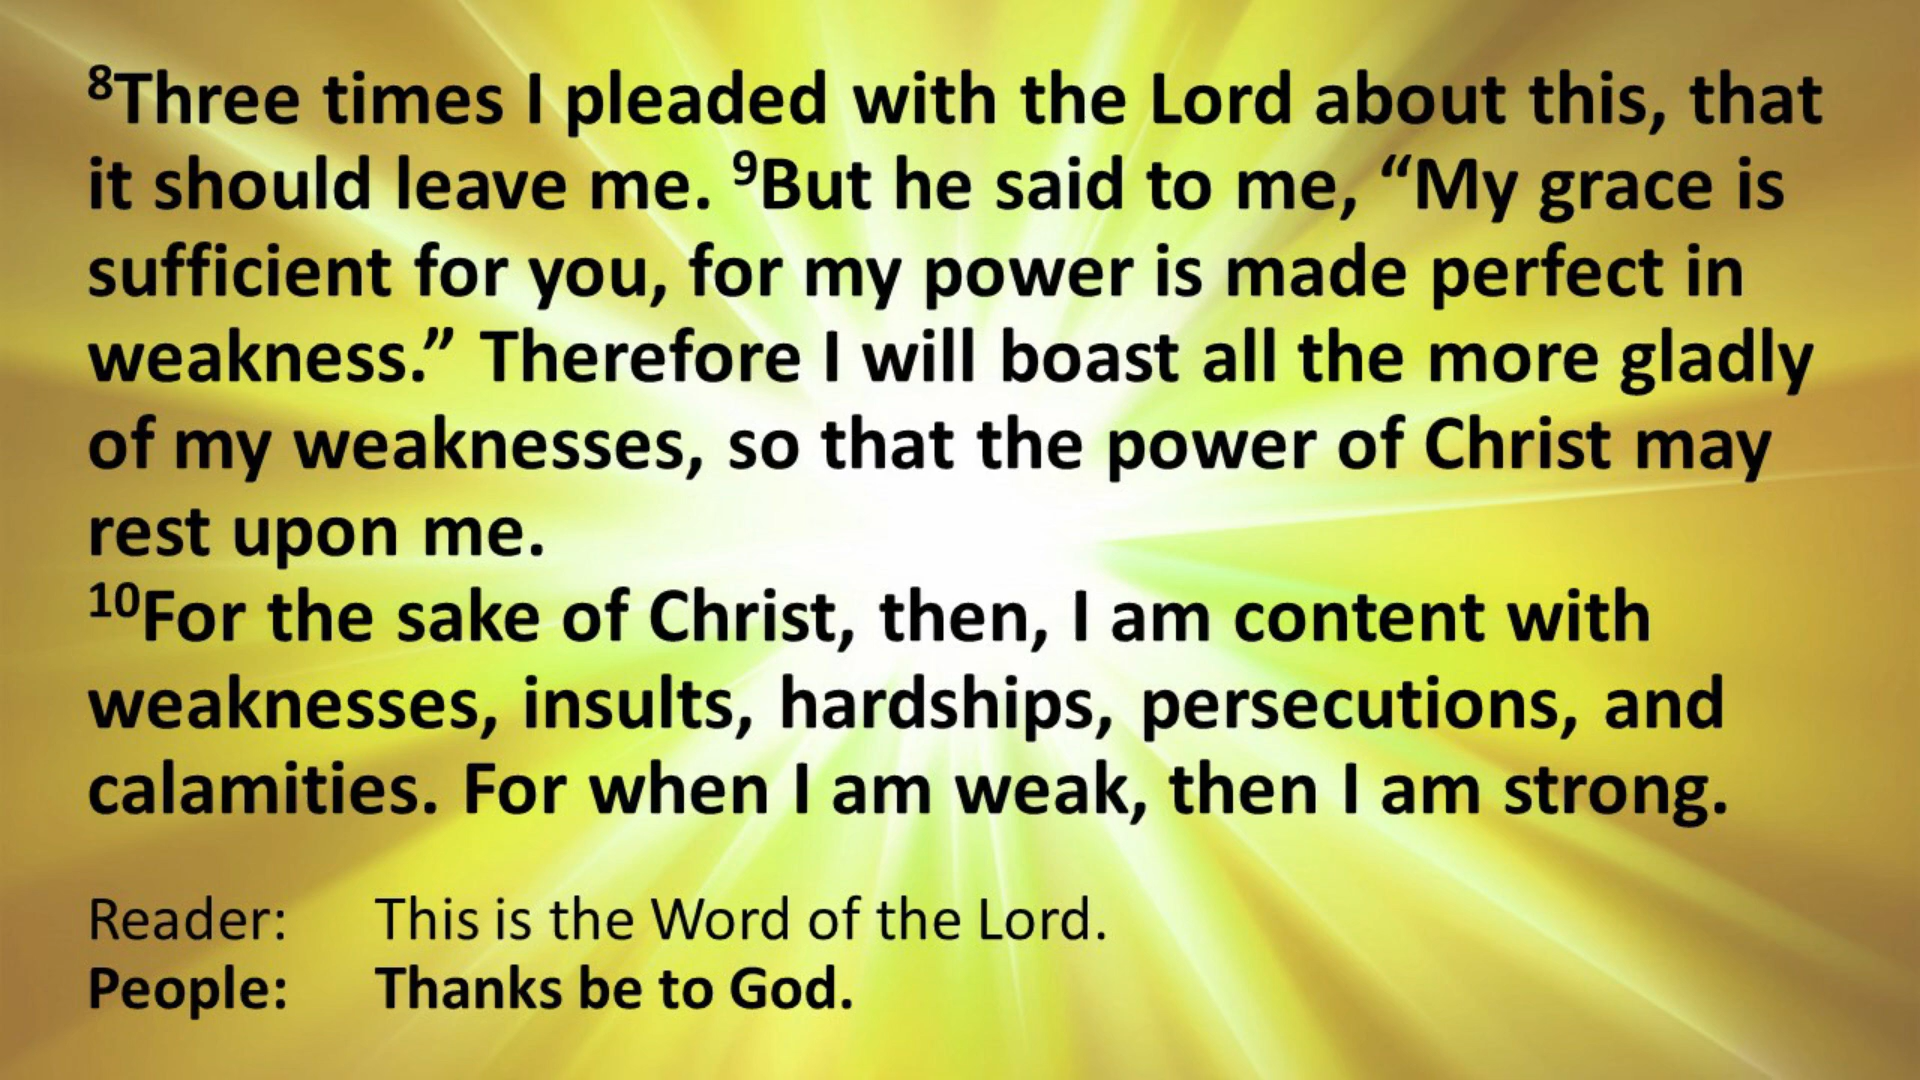 ⁸Three times I pleaded with the Lord about this, that
it should leave me. ⁹But he said to me, “My grace is
sufficient for you, for my power is made perfect in
weakness.” Therefore I will boast all the more gladly
of my weaknesses, so that the power of Christ may
rest upon me.
¹⁰For the sake of Christ, then, I am content with
weaknesses, insults, hardships, persecutions, and
calamities. For when I am weak, then I am strong.
Reader: This is the Word of the Lord.
People: Thanks be to God.